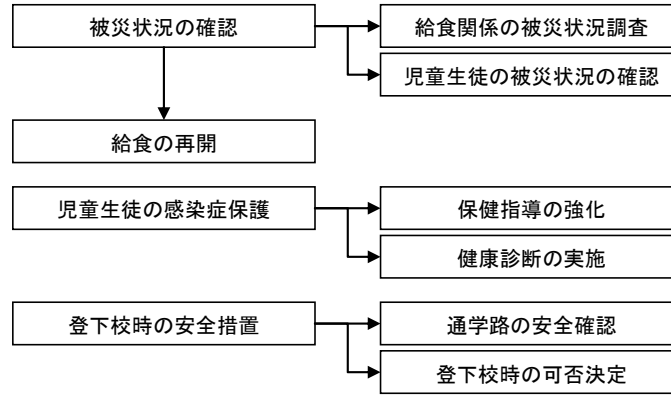 被災状況の確認
給食関係の被災状況調査
児童生徒の被災状況の確認
給食の再開
児童生徒の感染症保護
保健指導の強化
健康診断の実施
登下校時の安全措置
通学路の安全確認
登下校時の可否決定